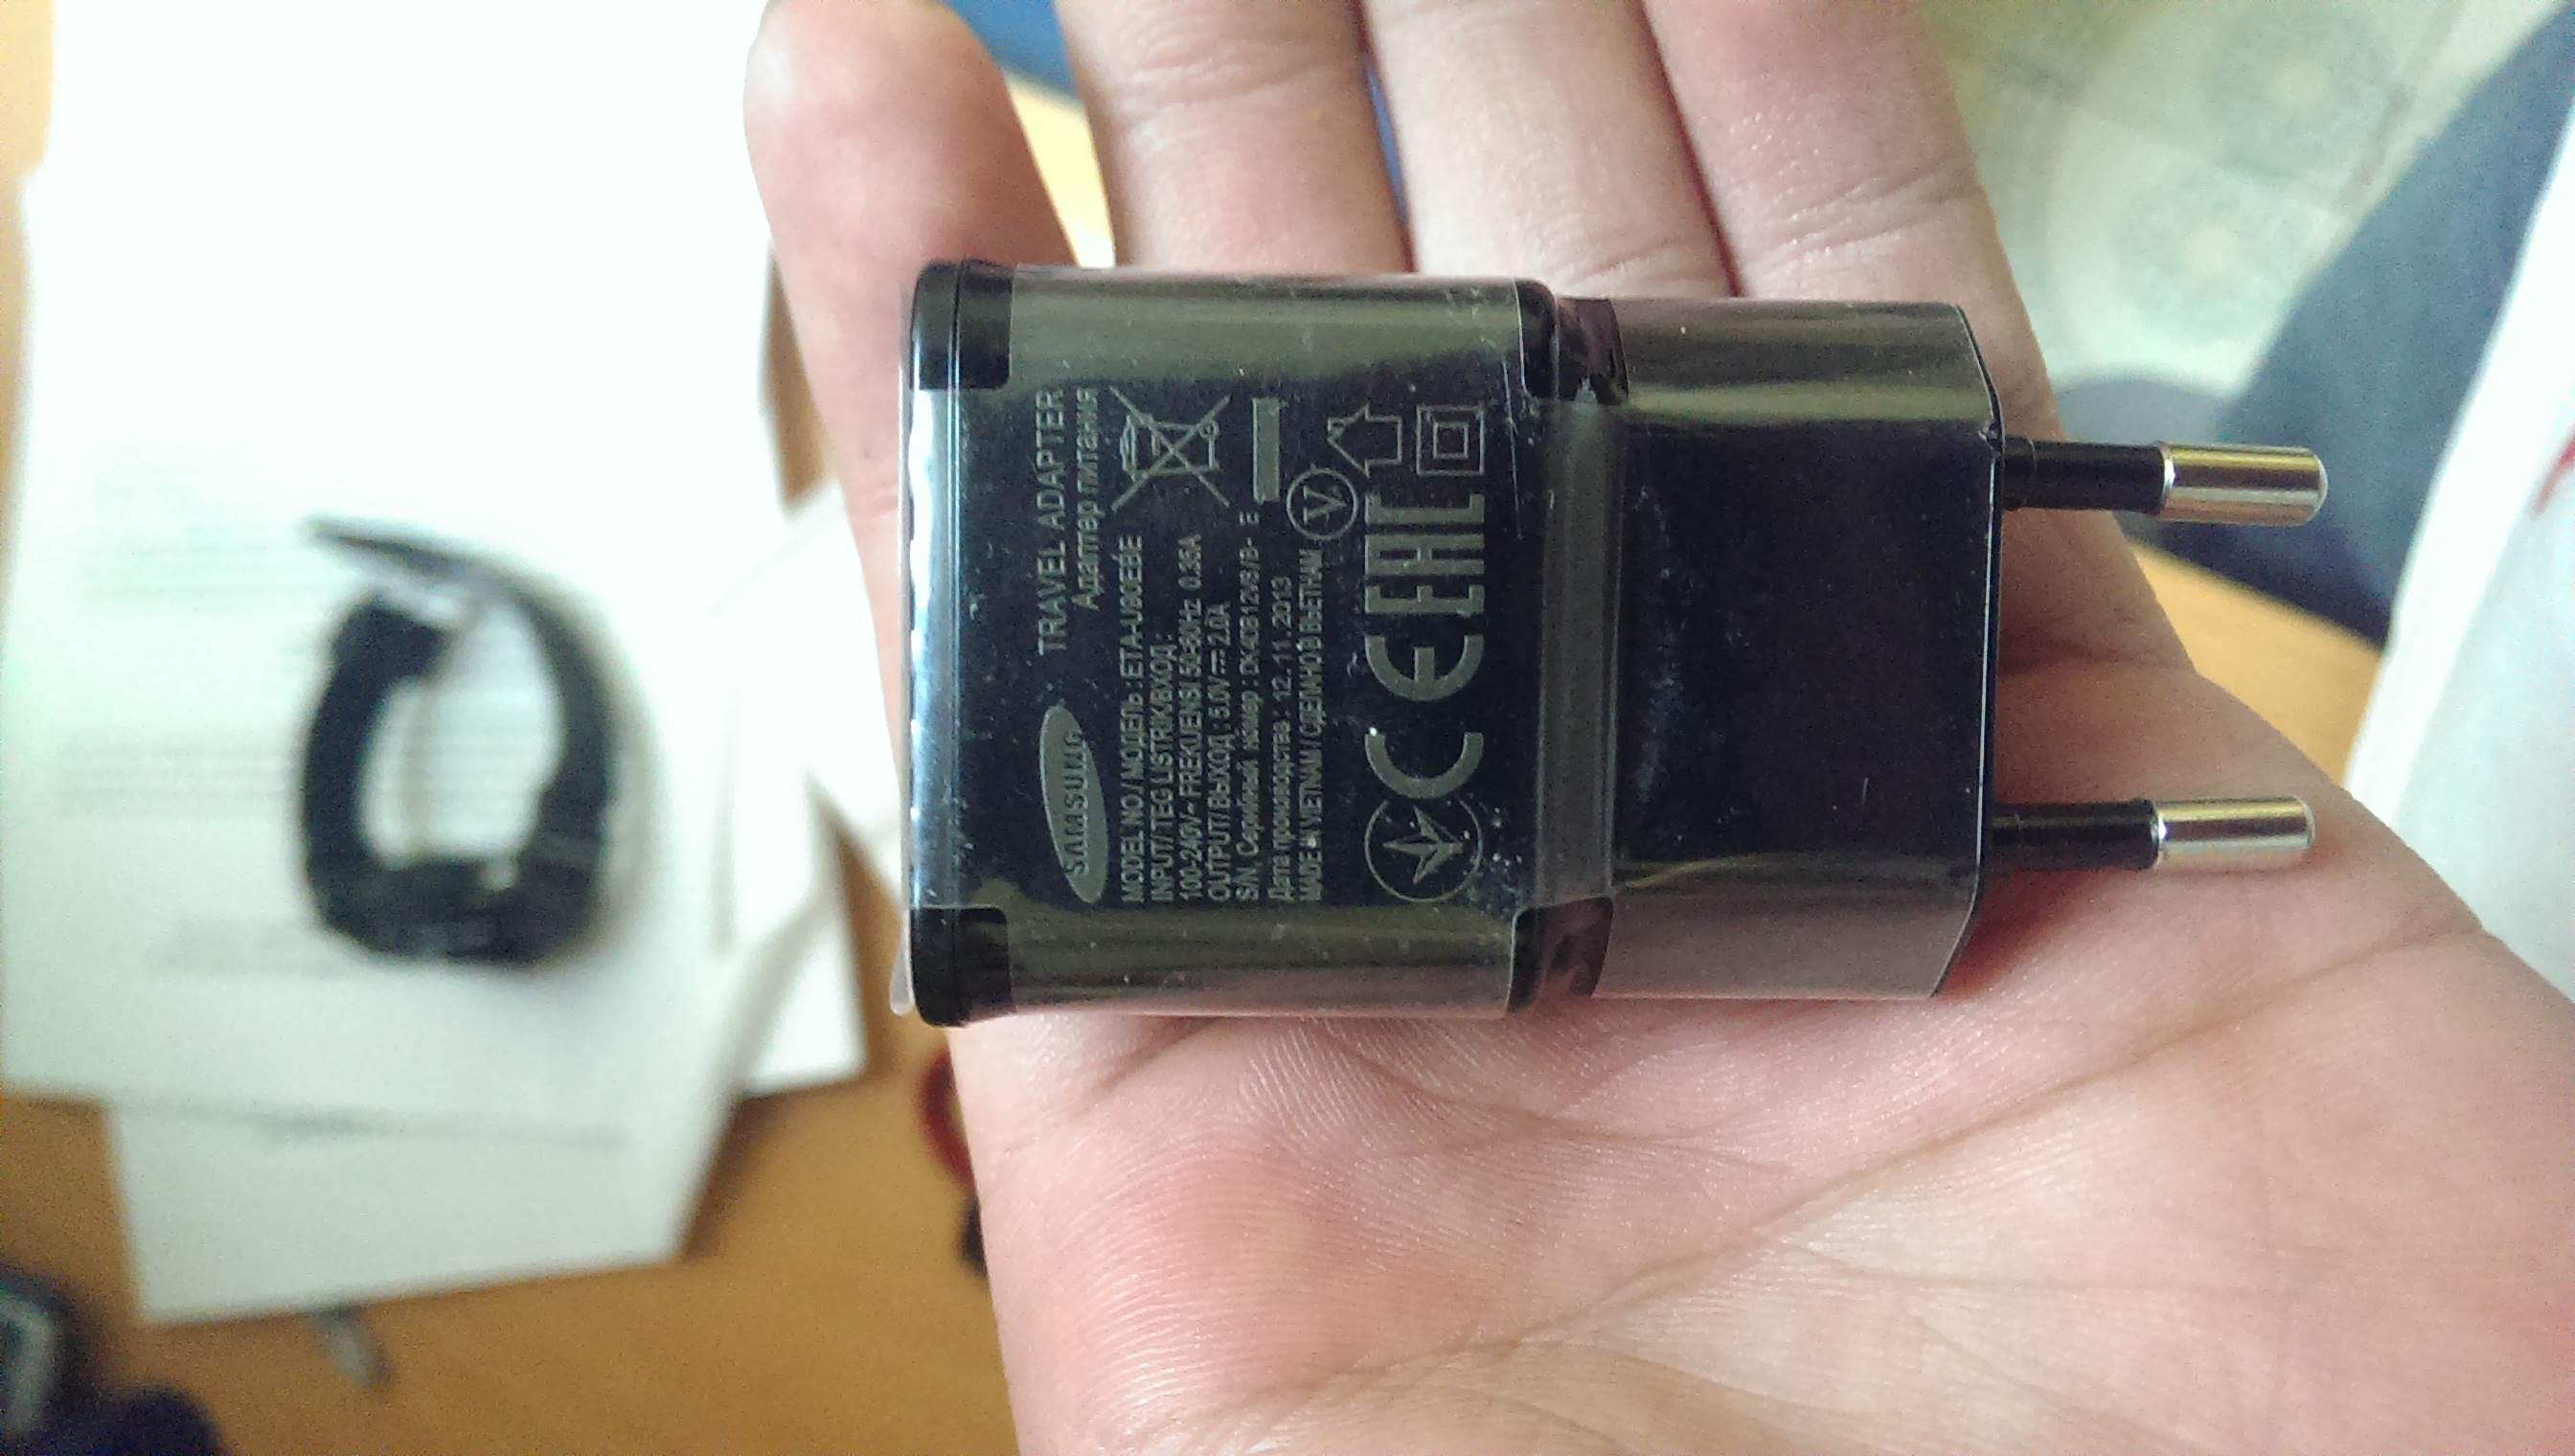 SAMSUNG
TRAVEL ADAPTER
Адаптер питания
MODEL NO / МОДЕЛЬ : ETA-U90EBE
INPUT/TEG LISTRIK/ВХОД :
100-240V~ FREKUENSI 50-60Hz 0.35A
OUTPUT/ВЫХОД : 5.0V⎓2.0A
S/N Серийный номер : -E
Дата производства : 12.11.2013
MADE IN VIETNAM / СДЕЛАНО В ВЬЕТНАМ
V
C CE EAC